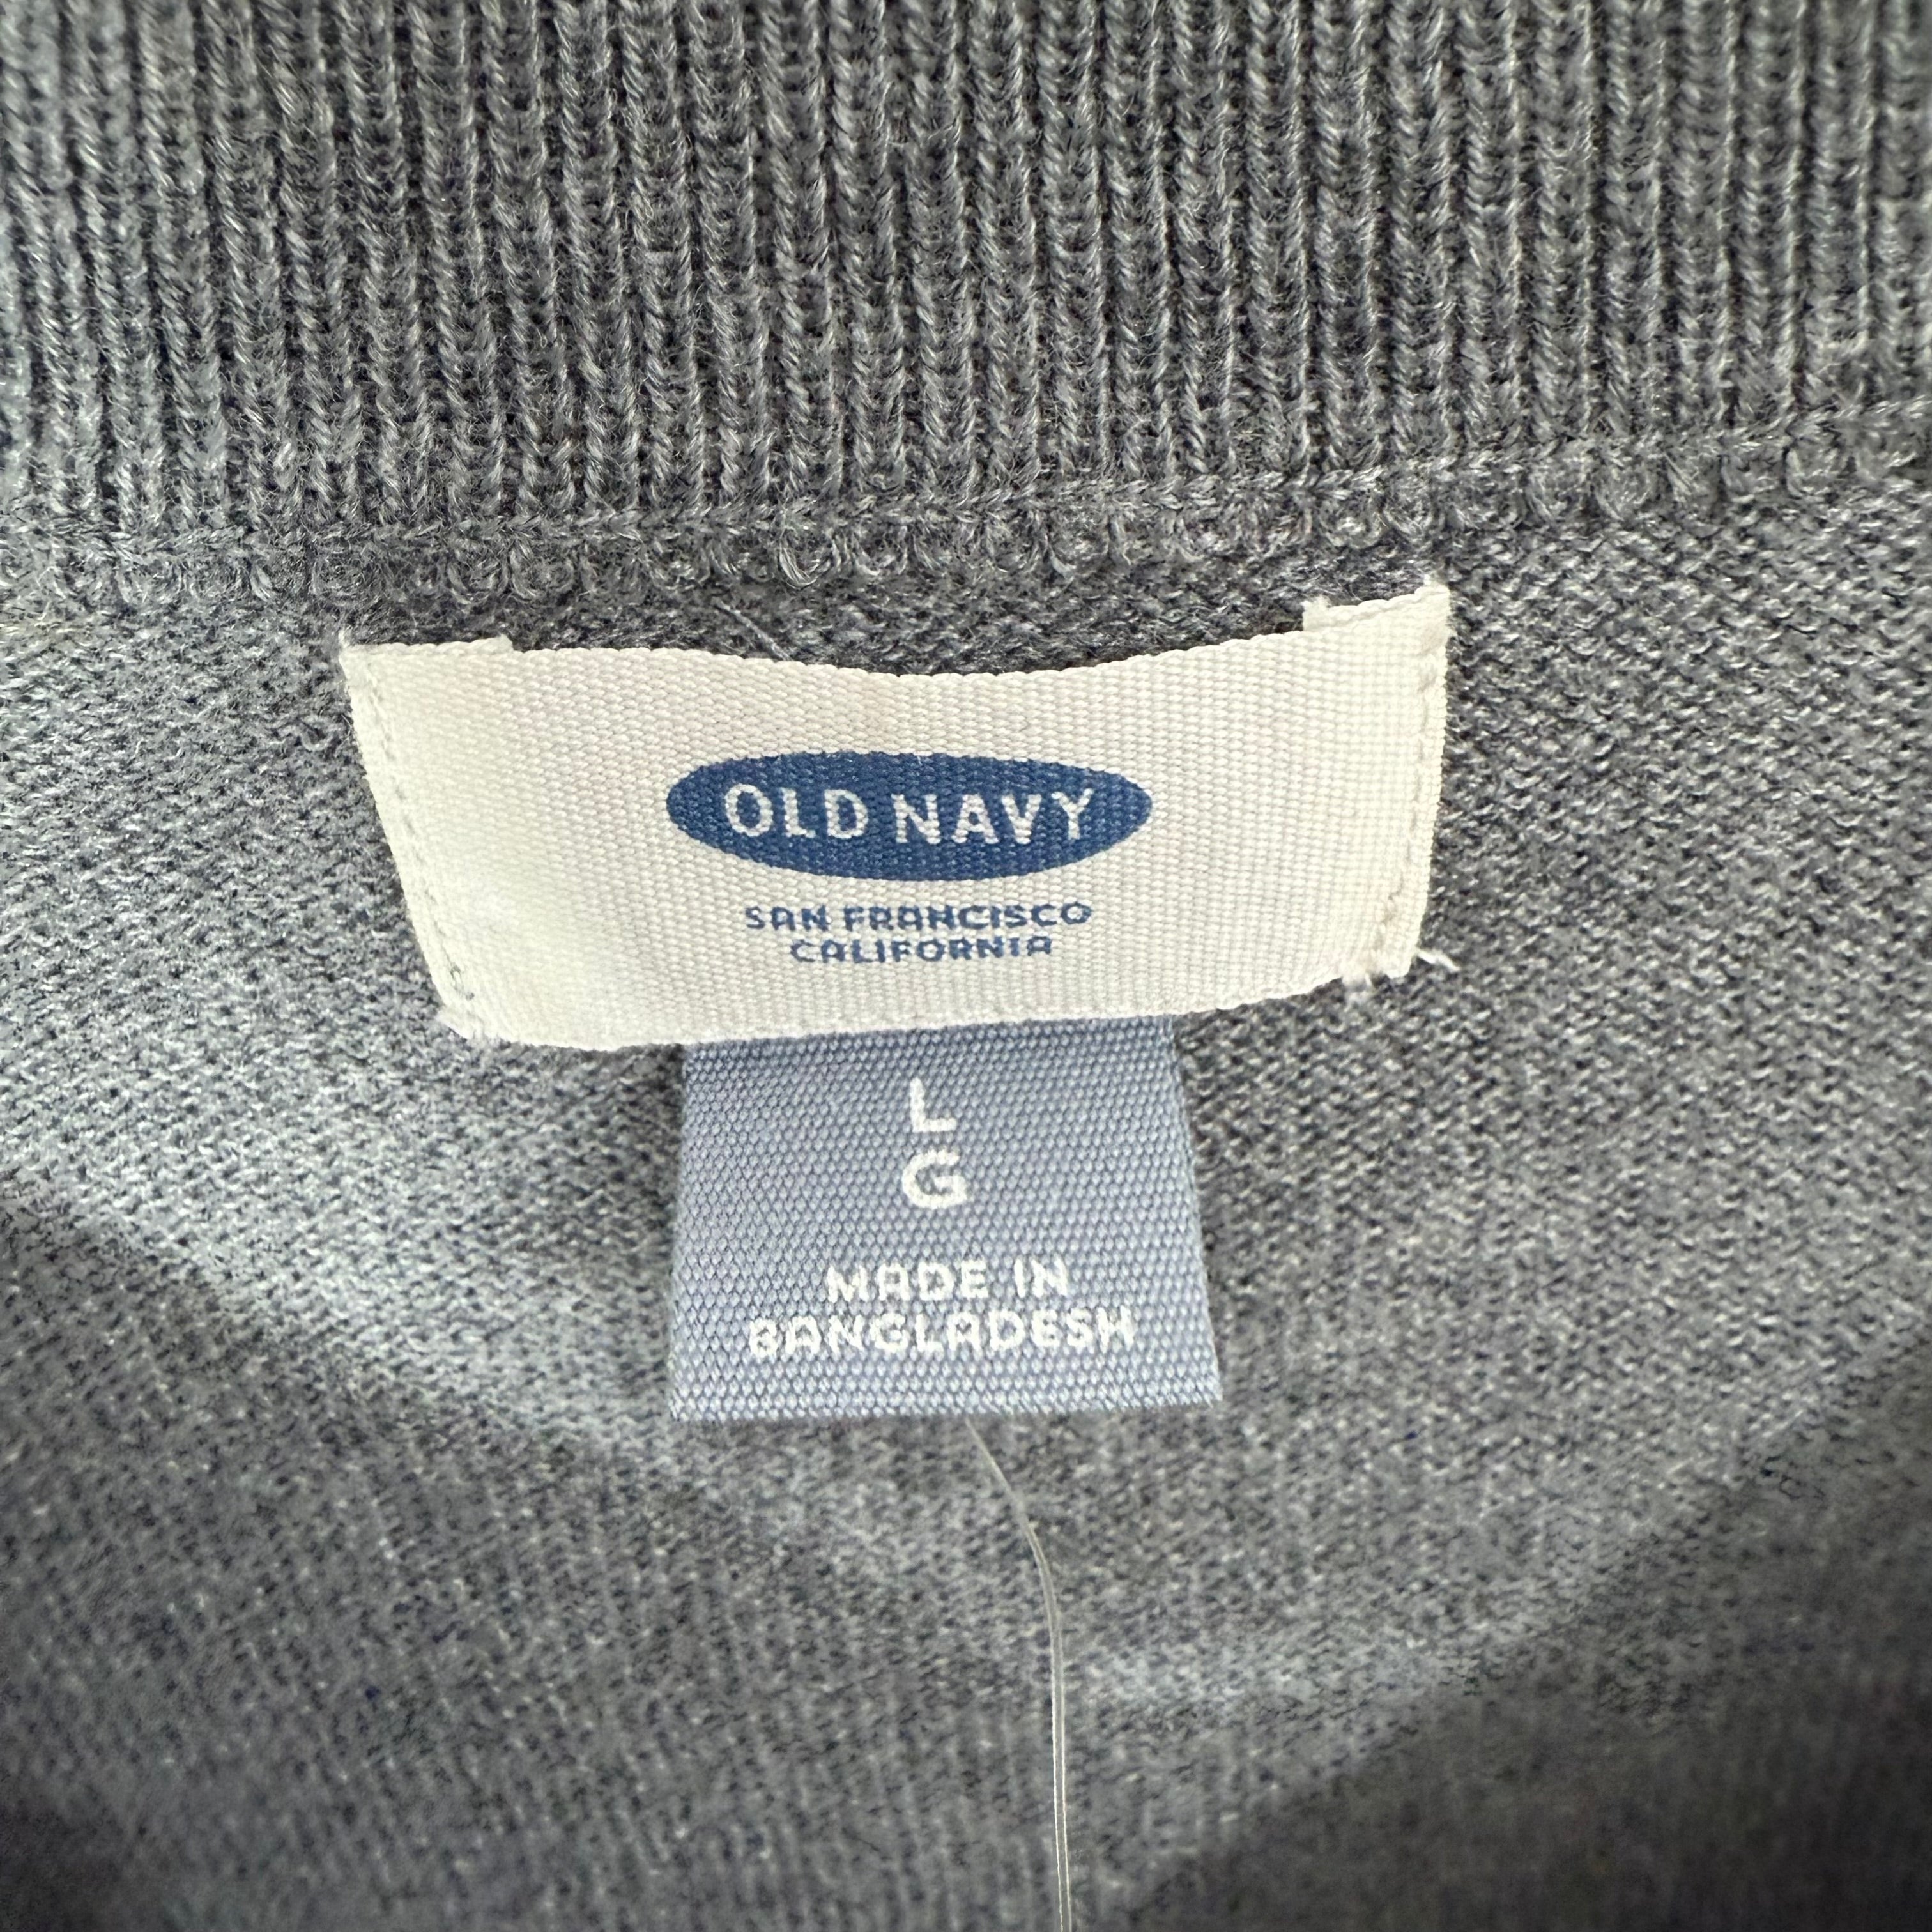 OLD NAVY
SAN FRANCISCO
CALIFORNIA
L
G
MADE IN
BANGLADESH